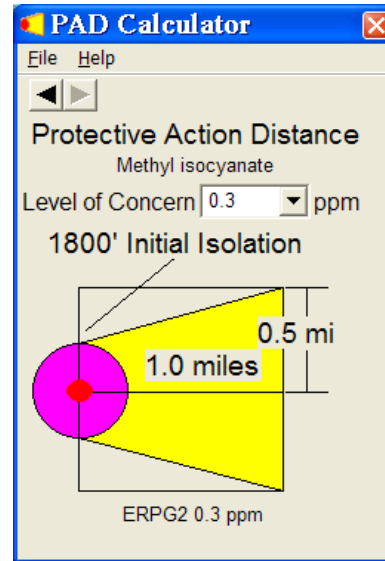 PAD Calculator
File Help
Protective Action Distance
Methyl isocyanate
Level of Concern 0.3 ppm
1800' Initial Isolation
0.5 mi
1.0 miles
ERPG2 0.3 ppm